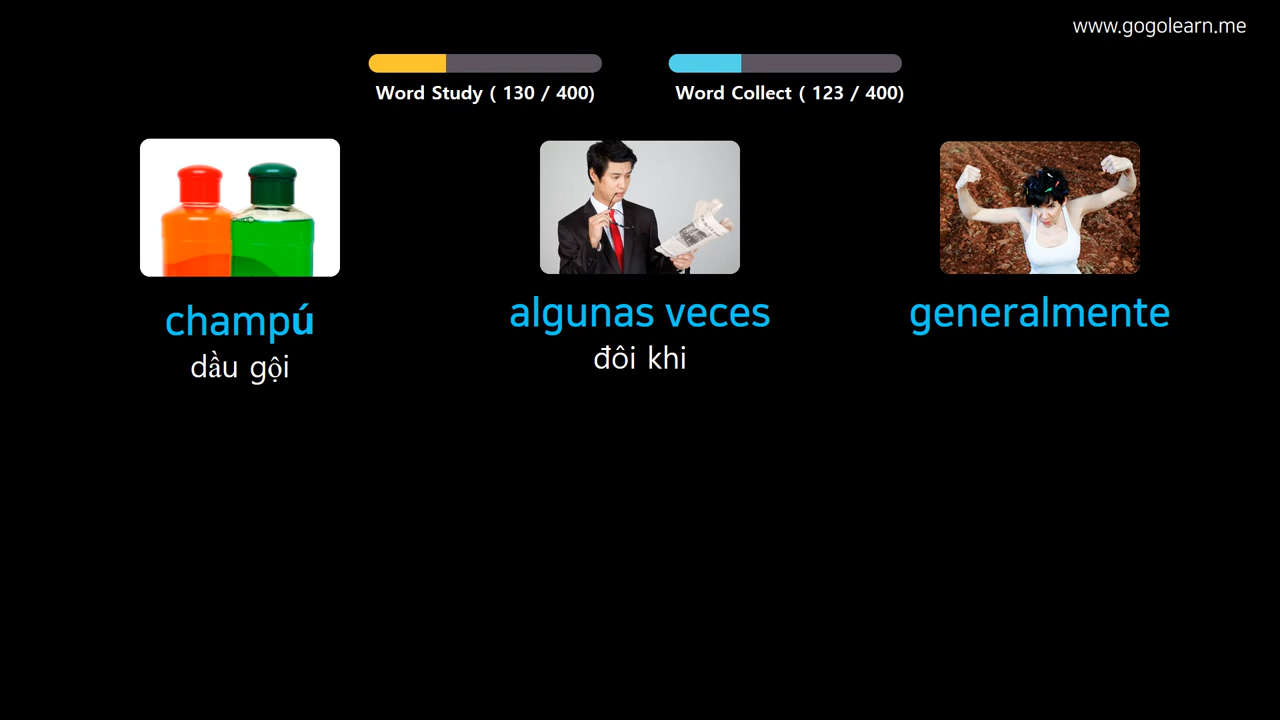 www.gogolearn.me
Word Study ( 130 / 400)
Word Collect ( 123 / 400)
champú
dầu gội
algunas veces
đôi khi
generalmente